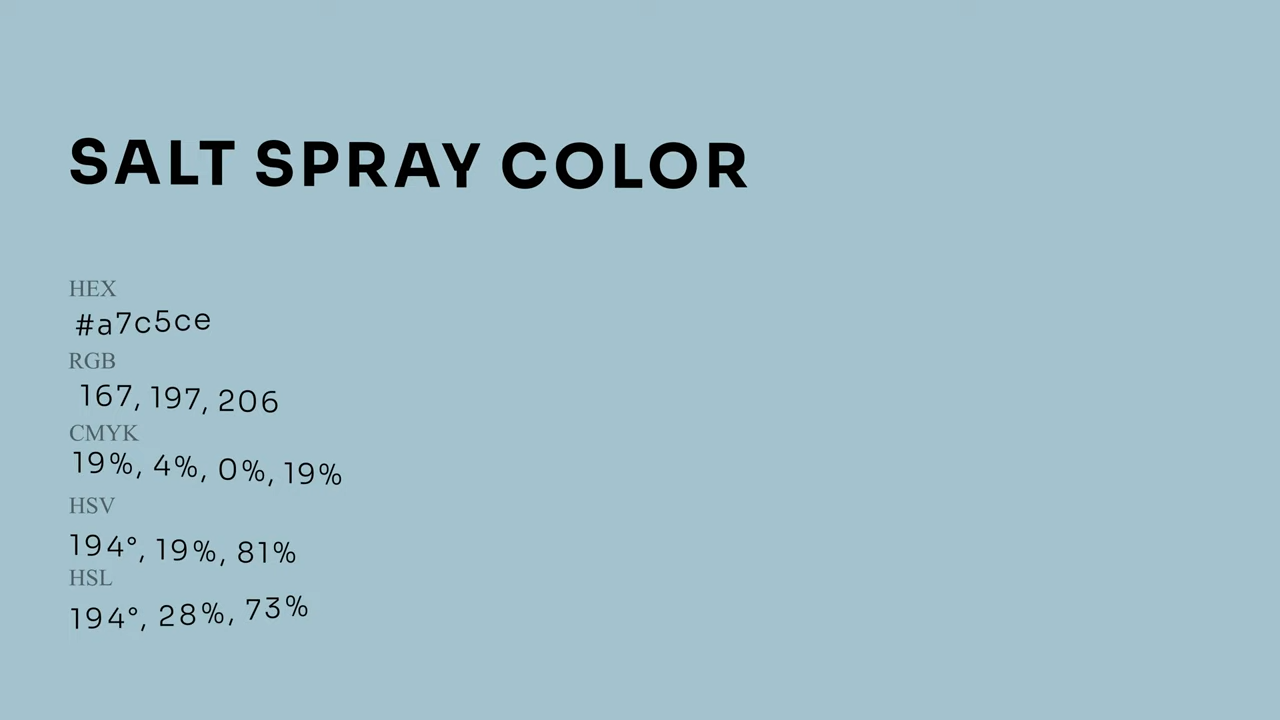 SALT SPRAY COLOR
HEX
#a7c5ce
RGB
167, 197, 206
CMYK
19%, 4%, 0%, 19%
HSV
194°, 19%, 81%
HSL
194°, 28%, 73%